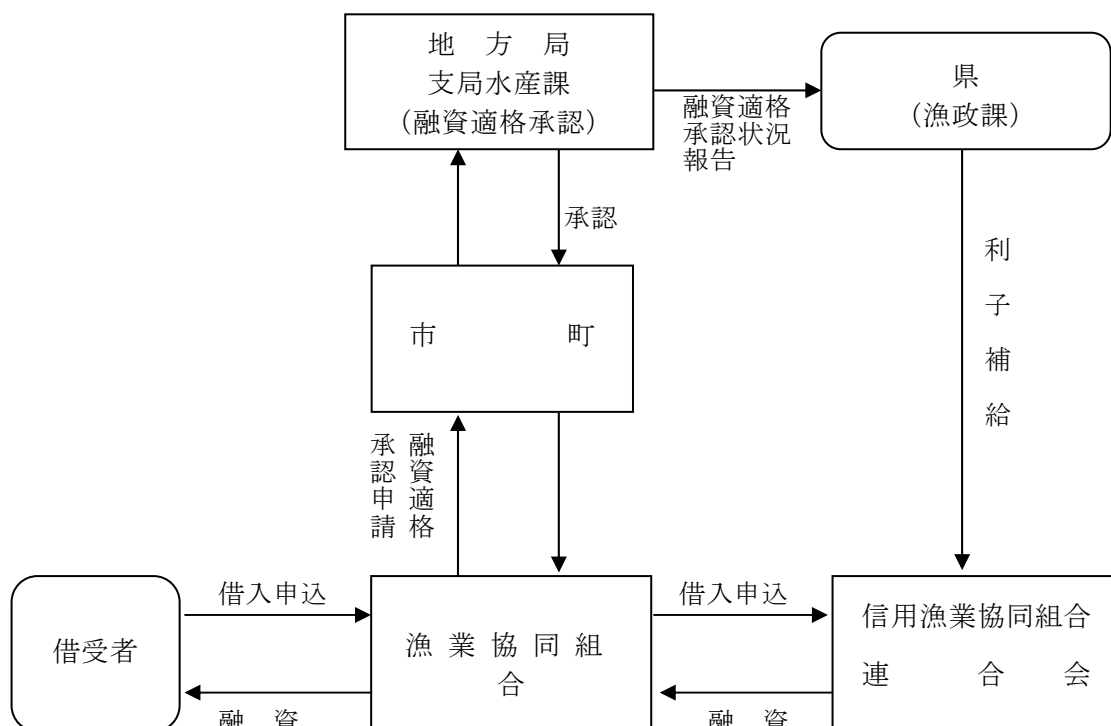 地　方　局
支局水産課
（融資適格承認）
県
（漁政課）
融資適格
承認状況
報告
承認
利子補給
市　町
融資適格
承認申請
借受者
借入申込
融　資
漁業協同組
合
借入申込
融　資
信用漁業協同組合
連　合　会